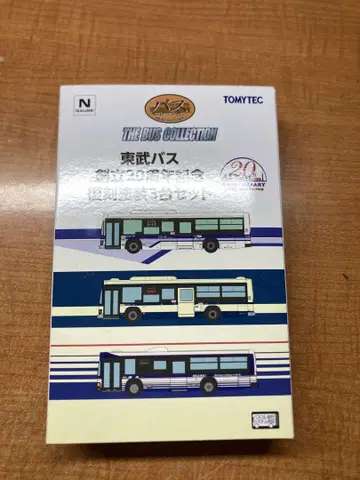 N
バス
TOMYTEC
THE BUS COLLECTION
東武バス
創立20周年記念
復刻塗装3台セット
20
ANNIVERSARY